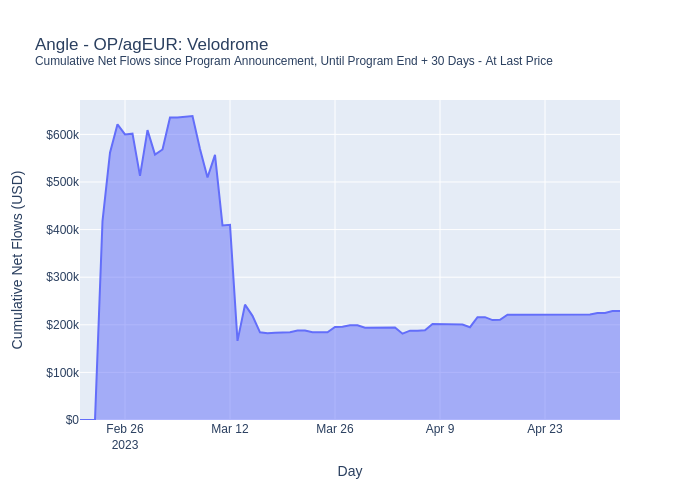 Angle - OP/agEUR: Velodrome
Cumulative Net Flows since Program Announcement, Until Program End + 30 Days - At Last Price
Cumulative Net Flows (USD)
$600k
$500k
$400k
$300k
$200k
$100k
$0
Feb 26
2023
Mar 12
Mar 26
Apr 9
Apr 23
Day